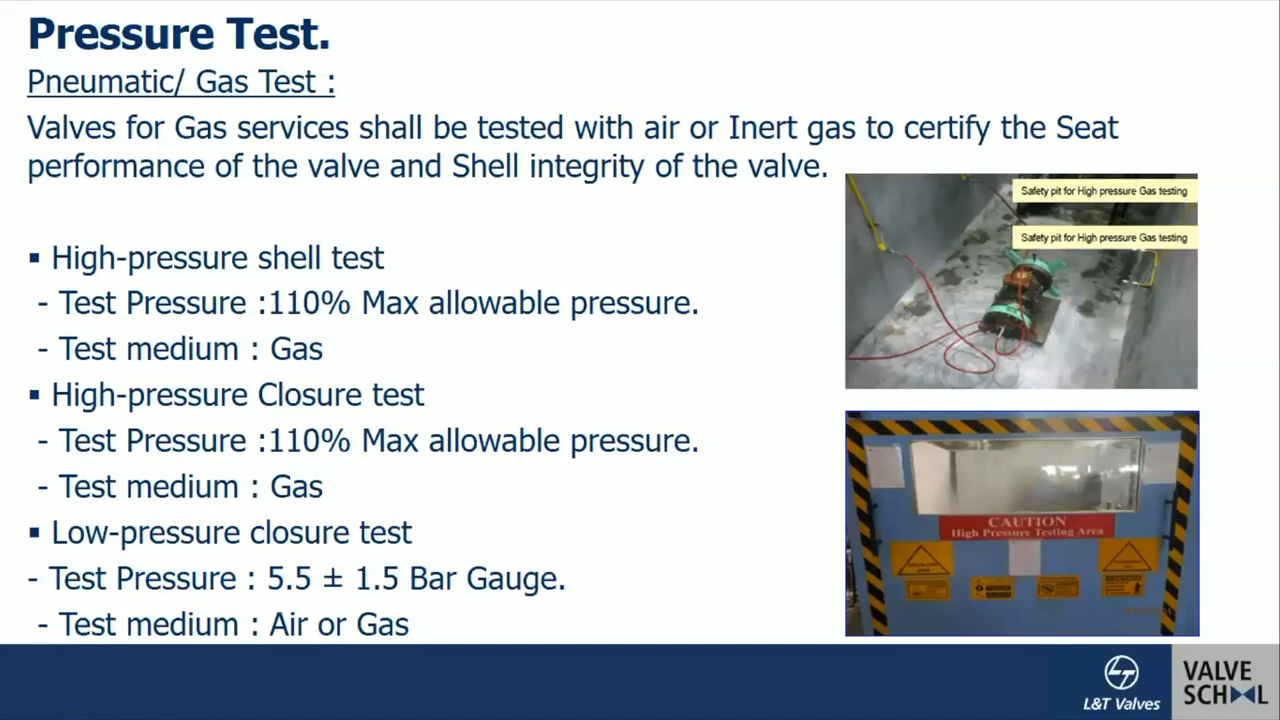 Pressure Test.
Pneumatic/ Gas Test :
Valves for Gas services shall be tested with air or Inert gas to certify the Seat
performance of the valve and Shell integrity of the valve.
Safety pit for High pressure Gas testing
Safety pit for High pressure Gas testing
▪ High-pressure shell test
- Test Pressure :110% Max allowable pressure.
- Test medium : Gas
▪ High-pressure Closure test
- Test Pressure :110% Max allowable pressure.
- Test medium : Gas
▪ Low-pressure closure test
- Test Pressure : 5.5 ± 1.5 Bar Gauge.
- Test medium : Air or Gas
CAUTION
High Pressure Testing Area
L&T Valves
VALVE
SCHOOL